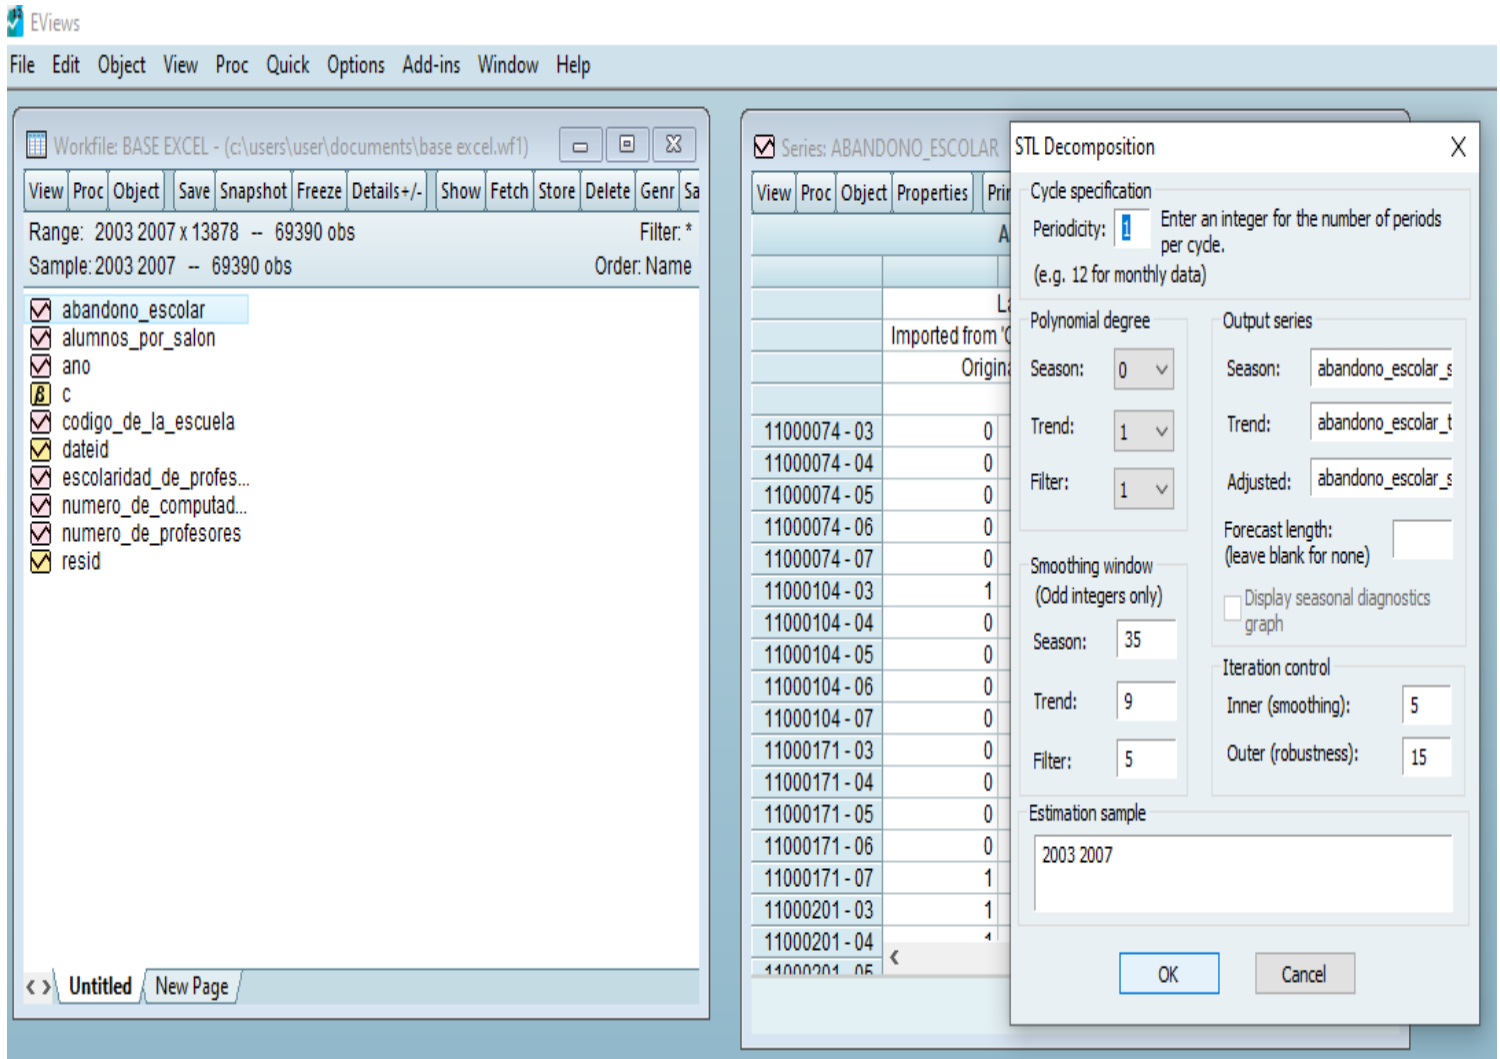 EViews
File Edit Object View Proc Quick Options Add-ins Window Help
Workfile: BASE EXCEL - (c:\users\user\documents\base excel.wf1)
View Proc Object Save Snapshot Freeze Details+/- Show Fetch Store Delete Genr Sa
Range: 2003 2007 x 13878 -- 69390 obs Filter: *
Sample: 2003 2007 -- 69390 obs Order: Name
abandono_escolar
alumnos_por_salon
ano
β c
codigo_de_la_escuela
dateid
escolaridad_de_profes...
numero_de_computad...
numero_de_profesores
resid
< > Untitled New Page
Series: ABANDONO_ESCOLAR
View Proc Object Properties Prin
A
La
Imported from 'C
Origina
11000074 - 03 0
11000074 - 04 0
11000074 - 05 0
11000074 - 06 0
11000074 - 07 0
11000104 - 03 1
11000104 - 04 0
11000104 - 05 0
11000104 - 06 0
11000104 - 07 0
11000171 - 03 0
11000171 - 04 0
11000171 - 05 0
11000171 - 06 0
11000171 - 07 1
11000201 - 03 1
11000201 - 04 1
11000201 - 05
STL Decomposition
Cycle specification
Periodicity: 1 Enter an integer for the number of periods
per cycle.
(e.g. 12 for monthly data)
Polynomial degree
Season: 0
Trend: 1
Filter: 1
Smoothing window
(Odd integers only)
Season: 35
Trend: 9
Filter: 5
Output series
Season: abandono_escolar_s
Trend: abandono_escolar_t
Adjusted: abandono_escolar_s
Forecast length:
(leave blank for none)
Display seasonal diagnostics
graph
Iteration control
Inner (smoothing): 5
Outer (robustness): 15
Estimation sample
2003 2007
OK Cancel